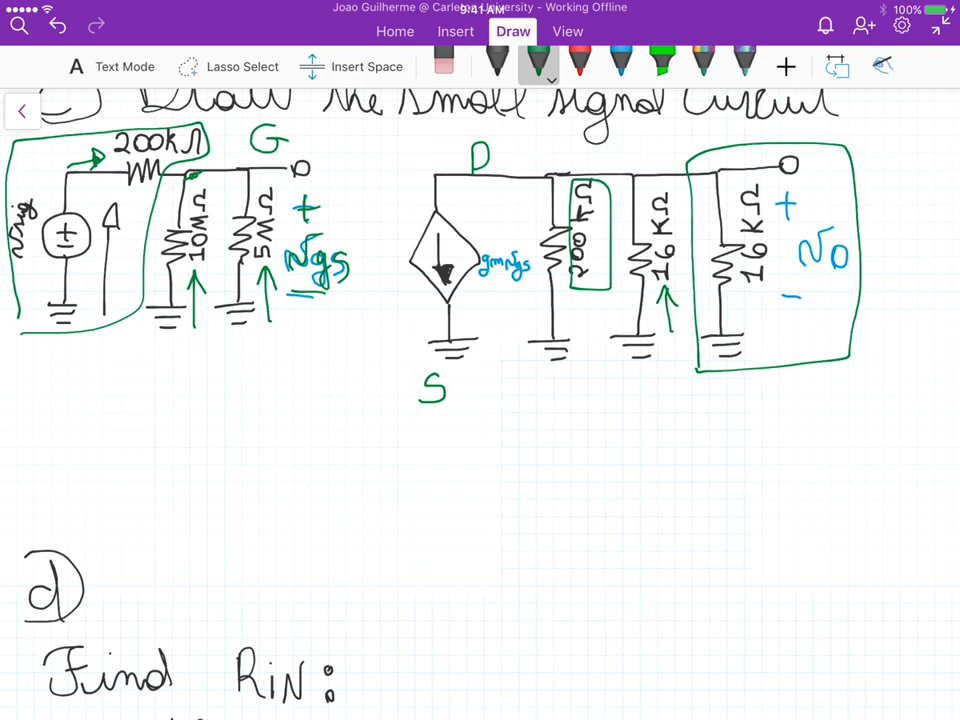 Joao Guilherme @ Carleton University - Working Offline
9:41 AM
100%
Home Insert Draw View
A Text Mode Lasso Select Insert Space
c) Draw the small signal Circuit
200kΩ G
Vsig
10MΩ
5MΩ
+
Vgs
-
D
gmVgs
200KΩ
16KΩ
16KΩ
+
Vo
-
S
d)
Find RiN: